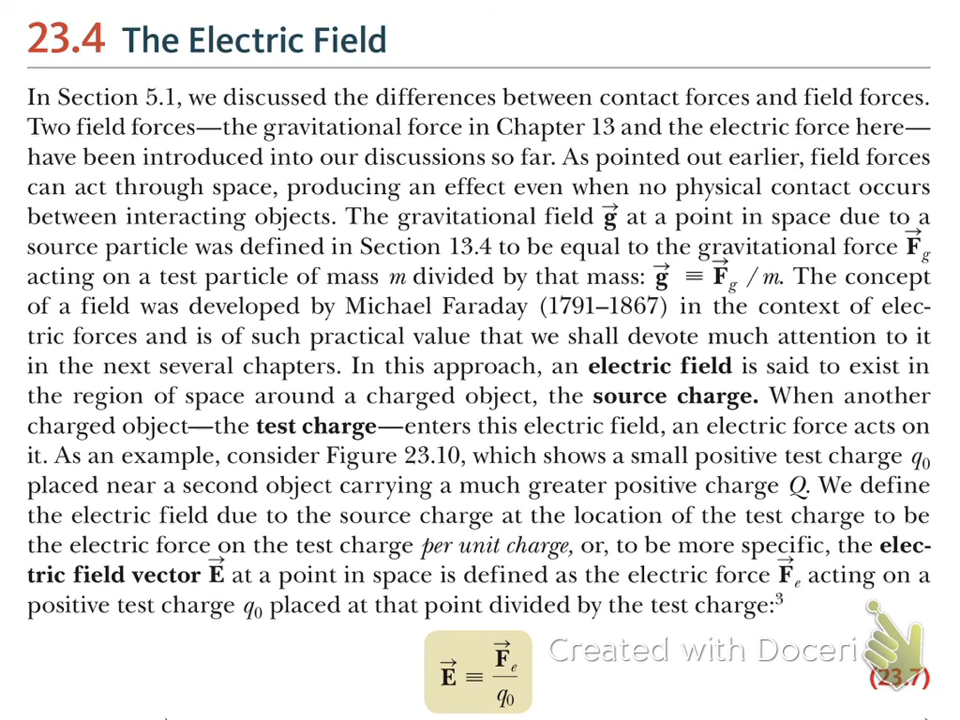 23.4 The Electric Field
In Section 5.1, we discussed the differences between contact forces and field forces.
Two field forces—the gravitational force in Chapter 13 and the electric force here—
have been introduced into our discussions so far. As pointed out earlier, field forces
can act through space, producing an effect even when no physical contact occurs
between interacting objects. The gravitational field g⃗ at a point in space due to a
source particle was defined in Section 13.4 to be equal to the gravitational force F⃗g
acting on a test particle of mass m divided by that mass: g⃗ ≡ F⃗g /m. The concept
of a field was developed by Michael Faraday (1791–1867) in the context of elec-
tric forces and is of such practical value that we shall devote much attention to it
in the next several chapters. In this approach, an electric field is said to exist in
the region of space around a charged object, the source charge. When another
charged object—the test charge—enters this electric field, an electric force acts on
it. As an example, consider Figure 23.10, which shows a small positive test charge q₀
placed near a second object carrying a much greater positive charge Q. We define
the electric field due to the source charge at the location of the test charge to be
the electric force on the test charge per unit charge, or, to be more specific, the elec-
tric field vector E⃗ at a point in space is defined as the electric force F⃗e acting on a
positive test charge q₀ placed at that point divided by the test charge:³
Created with Doceri
E⃗ ≡ F⃗e / q₀ (23.7)